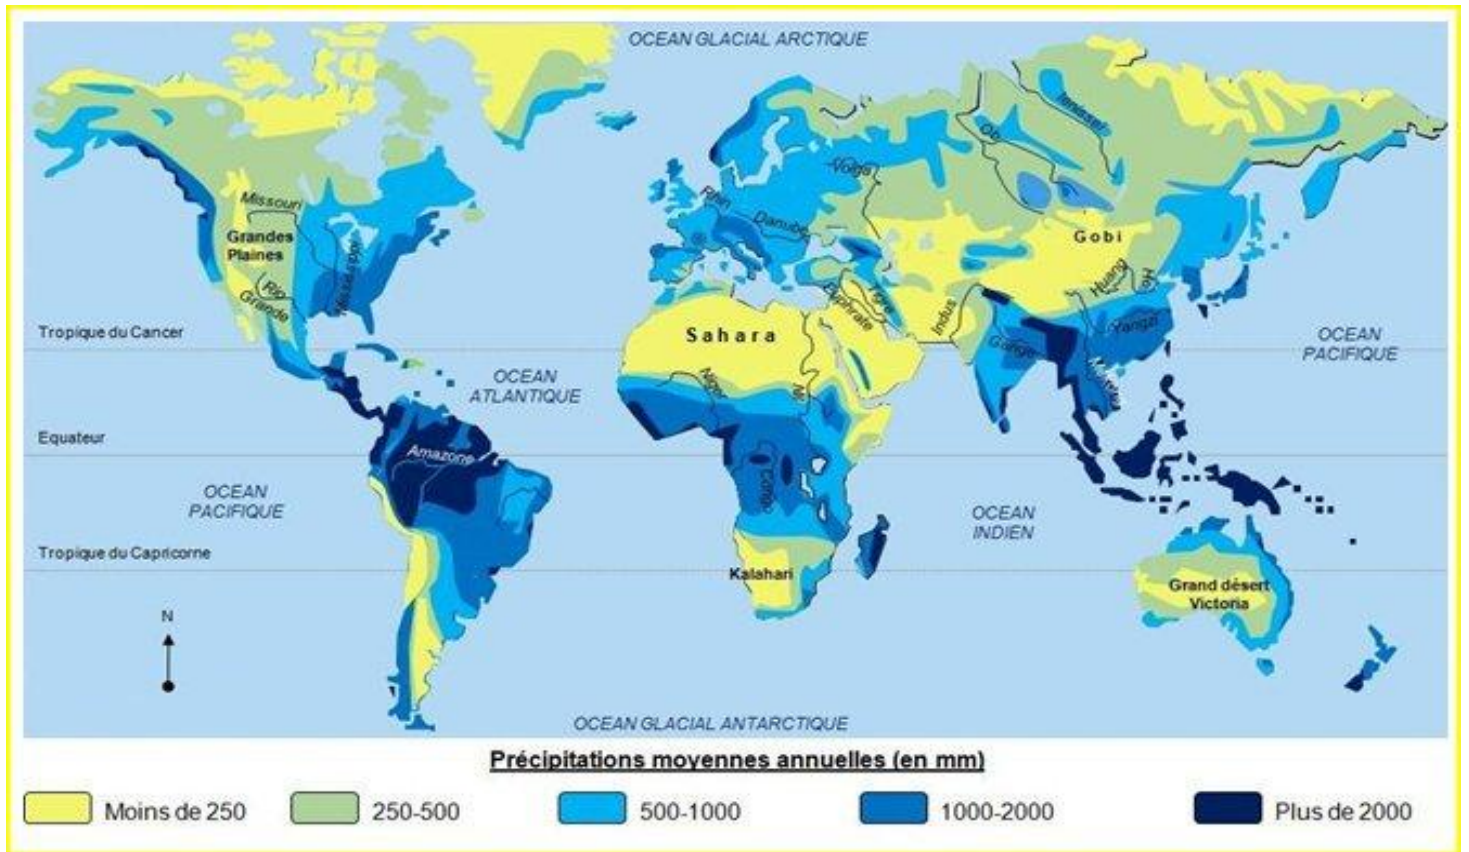 OCEAN GLACIAL ARCTIQUE
Ienisseï
Ob
Volga
Missouri
Rhin
Danube
Grandes
Plaines
Gobi
Mississippi
Huang
Ho
Rio
Grande
Tigre
Euphrate
Indus
Tropique du Cancer
Sahara
Yangzi
OCEAN
PACIFIQUE
Gange
OCEAN
ATLANTIQUE
Niger
Nil
Mékong
Equateur
Amazone
Congo
OCEAN
PACIFIQUE
OCEAN
INDIEN
Tropique du Capricorne
Kalahari
Grand désert
Victoria
N
OCEAN GLACIAL ANTARCTIQUE
Précipitations moyennes annuelles (en mm)
Moins de 250
250-500
500-1000
1000-2000
Plus de 2000